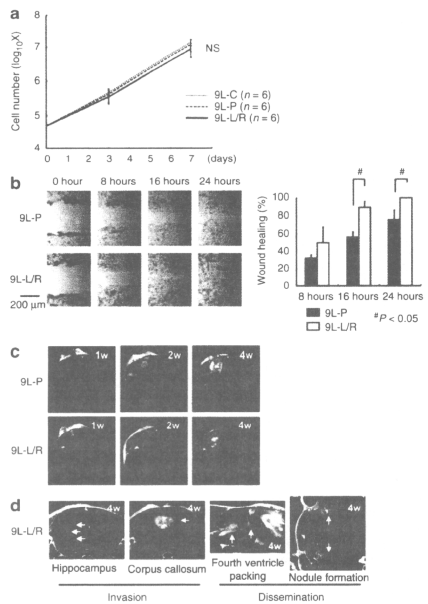 a
Cell number (log10X)
7
6
5
4
0 1 2 3 4 5 6 7 (days)
NS
9L-C (n = 6)
9L-P (n = 6)
9L-L/R (n = 6)
b
0 hour 8 hours 16 hours 24 hours
9L-P
9L-L/R
200 µm
Wound healing (%)
100
80
60
40
20
0
# #
8 hours 16 hours 24 hours
9L-P
9L-L/R
#P < 0.05
c
1w 2w 4w
9L-P
1w 2w 4w
9L-L/R
d
4w 4w 4w 4w
9L-L/R
Hippocampus Corpus callosum Fourth ventricle packing Nodule formation
Invasion Dissemination